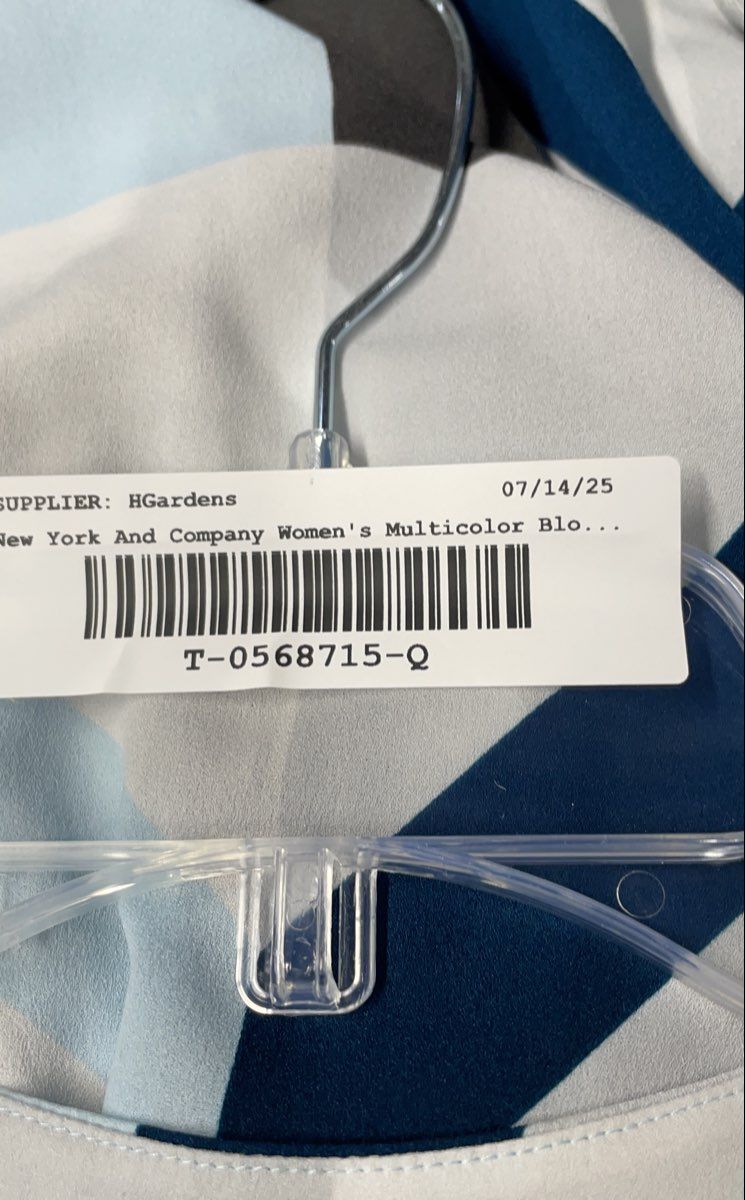 SUPPLIER: HGardens 07/14/25
New York And Company Women's Multicolor Blo...
T-0568715-Q